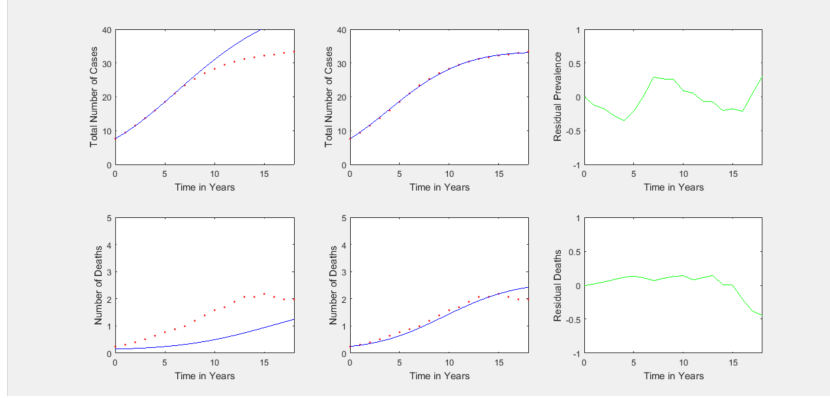 40
30
20
10
0
Total Number of Cases
0 5 10 15
Time in Years
40
30
20
10
0
Total Number of Cases
0 5 10 15
Time in Years
1
0.5
0
-0.5
-1
Residual Prevalence
0 5 10 15
Time in Years
5
4
3
2
1
0
Number of Deaths
0 5 10 15
Time in Years
5
4
3
2
1
0
Number of Deaths
0 5 10 15
Time in Years
1
0.5
0
-0.5
-1
Residual Deaths
0 5 10 15
Time in Years